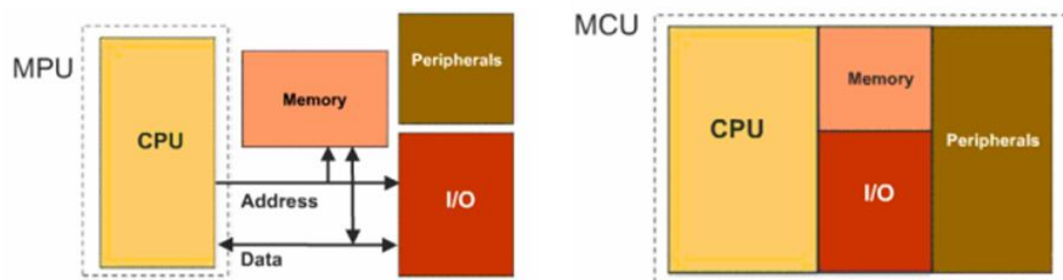 MPU
CPU
Memory
Peripherals
I/O
Address
Data
MCU
CPU
Memory
I/O
Peripherals